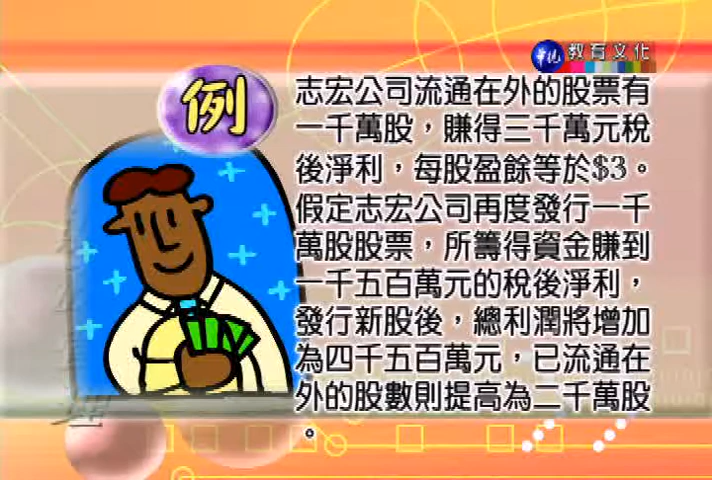 華視 教育文化
例
志宏公司流通在外的股票有
一千萬股，賺得三千萬元稅
後淨利，每股盈餘等於$3。
假定志宏公司再度發行一千
萬股股票，所籌得資金賺到
一千五百萬元的稅後淨利，
發行新股後，總利潤將增加
為四千五百萬元，已流通在
外的股數則提高為二千萬股
。
理